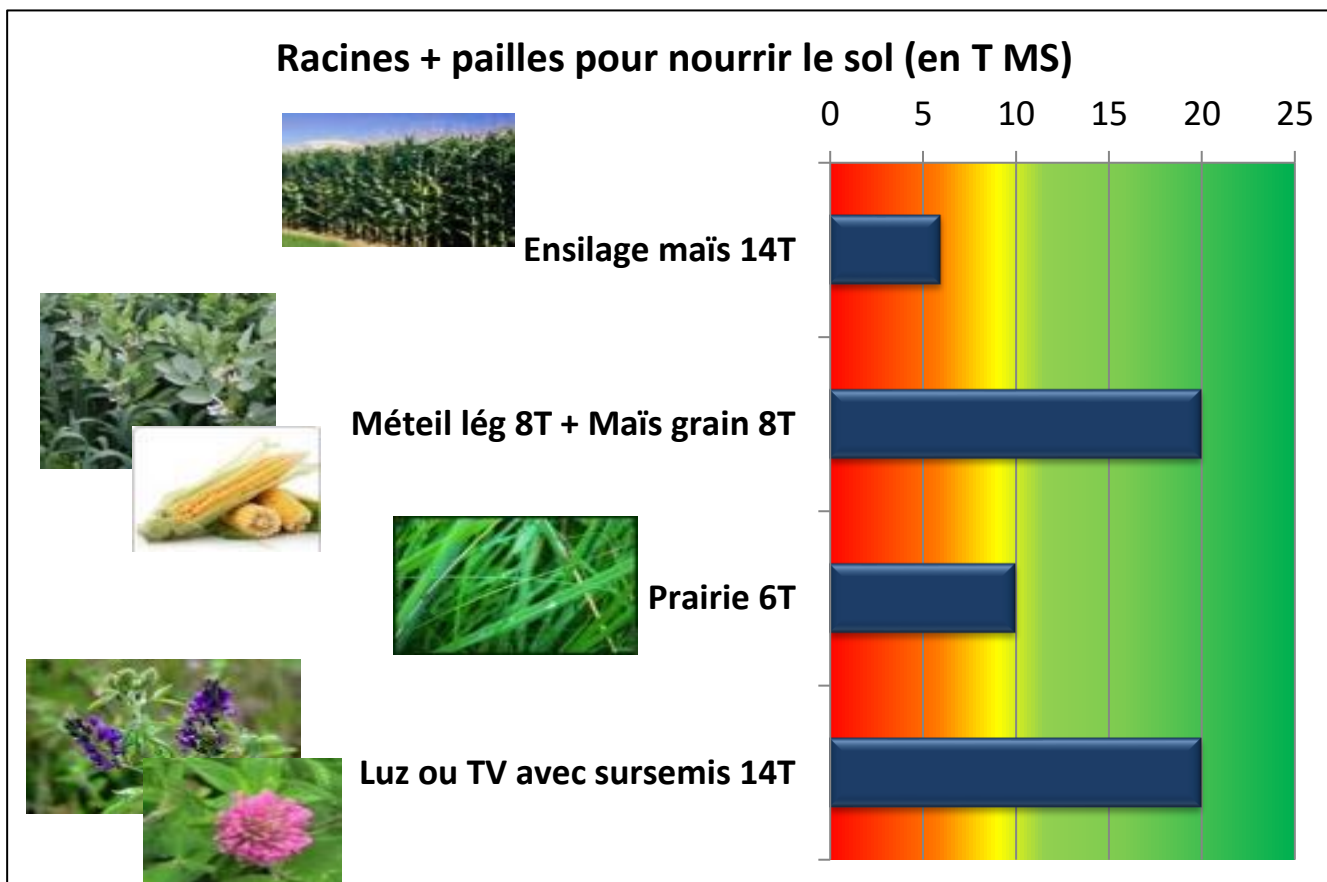 Racines + pailles pour nourrir le sol (en T MS)
0 5 10 15 20 25
Ensilage maïs 14T
Méteil lég 8T + Maïs grain 8T
Prairie 6T
Luz ou TV avec sursemis 14T